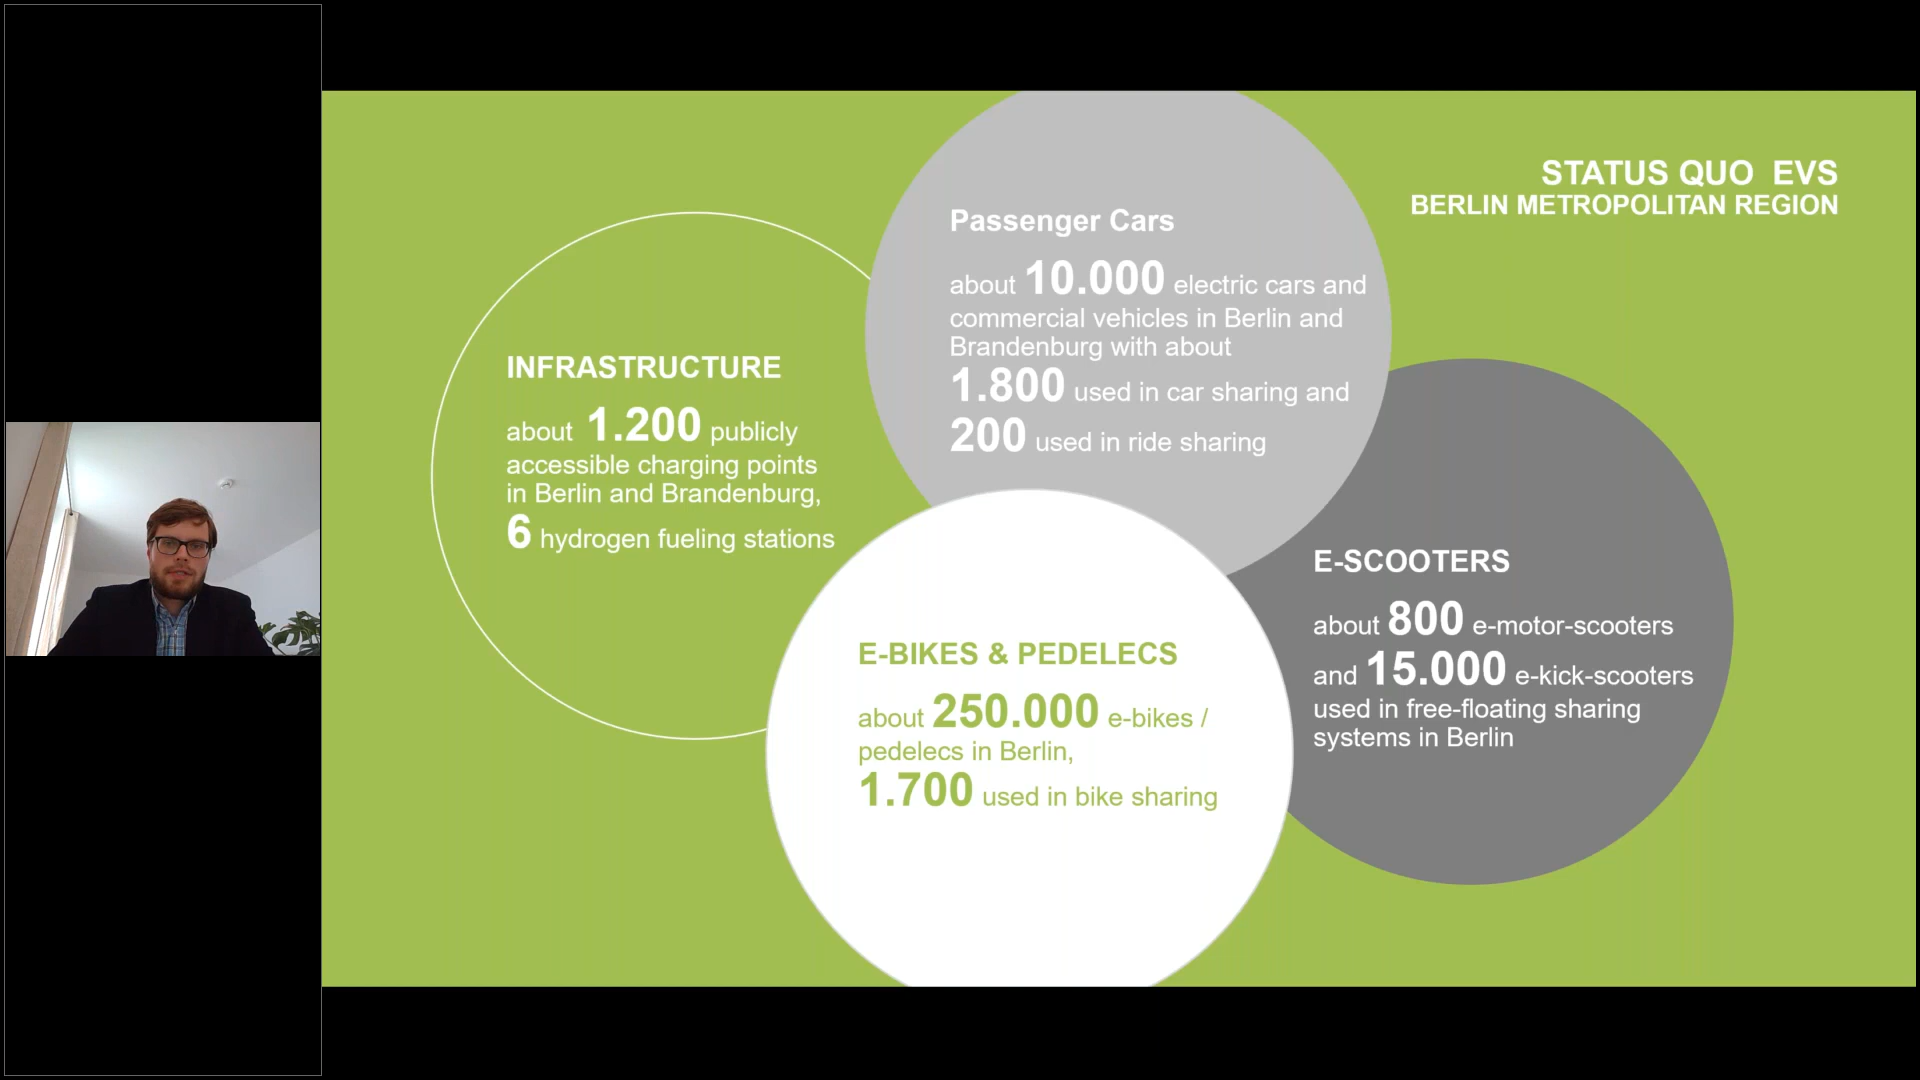 STATUS QUO  EVS
BERLIN METROPOLITAN REGION
Passenger Cars
about 10.000 electric cars and
commercial vehicles in Berlin and
Brandenburg with about
1.800 used in car sharing and
200 used in ride sharing
INFRASTRUCTURE
about 1.200 publicly
accessible charging points
in Berlin and Brandenburg,
6 hydrogen fueling stations
E-SCOOTERS
about 800 e-motor-scooters
and 15.000 e-kick-scooters
used in free-floating sharing
systems in Berlin
E-BIKES & PEDELECS
about 250.000 e-bikes /
pedelecs in Berlin,
1.700 used in bike sharing